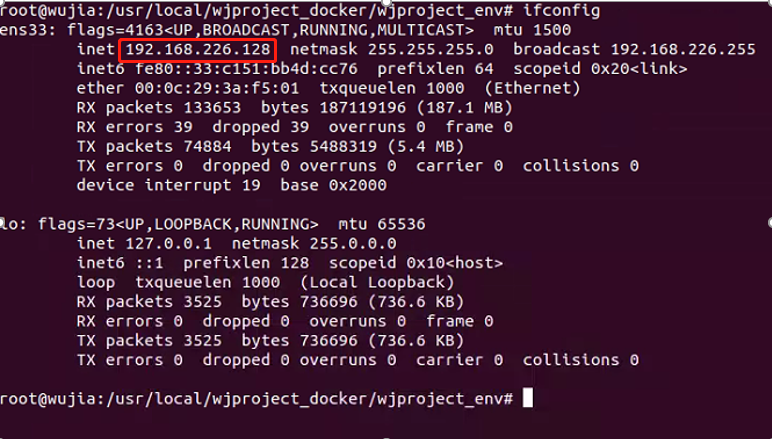 root@wujia:/usr/local/wjproject_docker/wjproject_env# ifconfig
ens33: flags=4163<UP,BROADCAST,RUNNING,MULTICAST>  mtu 1500
        inet 192.168.226.128  netmask 255.255.255.0  broadcast 192.168.226.255
        inet6 fe80::33:c151:bb4d:cc76  prefixlen 64  scopeid 0x20<link>
        ether 00:0c:29:3a:f5:01  txqueuelen 1000  (Ethernet)
        RX packets 133653  bytes 187119196 (187.1 MB)
        RX errors 39  dropped 39  overruns 0  frame 0
        TX packets 74884  bytes 5488319 (5.4 MB)
        TX errors 0  dropped 0 overruns 0  carrier 0  collisions 0
        device interrupt 19  base 0x2000

lo: flags=73<UP,LOOPBACK,RUNNING>  mtu 65536
        inet 127.0.0.1  netmask 255.0.0.0
        inet6 ::1  prefixlen 128  scopeid 0x10<host>
        loop  txqueuelen 1000  (Local Loopback)
        RX packets 3525  bytes 736696 (736.6 KB)
        RX errors 0  dropped 0  overruns 0  frame 0
        TX packets 3525  bytes 736696 (736.6 KB)
        TX errors 0  dropped 0 overruns 0  carrier 0  collisions 0

root@wujia:/usr/local/wjproject_docker/wjproject_env#